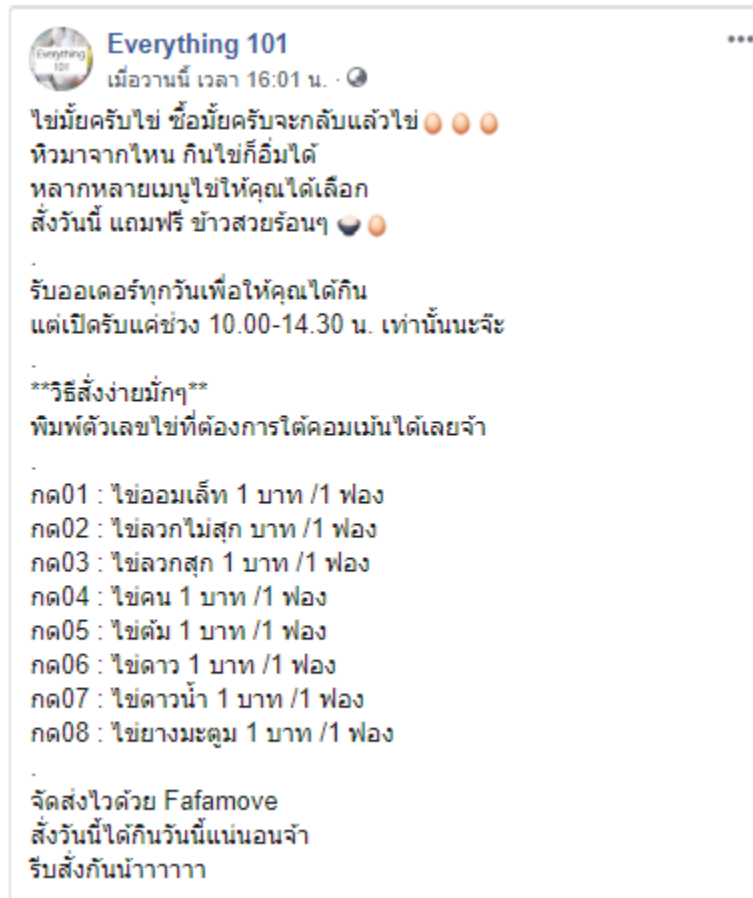 Everything 101
Everything
101
เมื่อวานนี้ เวลา 16:01 น. ·
ไข่มั้ยครับไข่ ซื้อมั้ยครับจะกลับแล้วไข่🥚🥚🥚
หิวมาจากไหน กินไข่ก็อิ่มได้
หลากหลายเมนูไข่ให้คุณได้เลือก
สั่งวันนี้ แถมฟรี ข้าวสวยร้อนๆ 🍚🥚
.
รับออเดอร์ทุกวันเพื่อให้คุณได้กิน
แต่เปิดรับแค่ช่วง 10.00-14.30 น. เท่านั้นนะจ๊ะ
.
**วิธีสั่งง่ายมั่กๆ**
พิมพ์ตัวเลขไข่ที่ต้องการใต้คอมเม้นได้เลยจ้า
.
กด01 : ไข่ออมเล็ท 1 บาท /1 ฟอง
กด02 : ไข่ลวกไม่สุก บาท /1 ฟอง
กด03 : ไข่ลวกสุก 1 บาท /1 ฟอง
กด04 : ไข่คน 1 บาท /1 ฟอง
กด05 : ไข่ต้ม 1 บาท /1 ฟอง
กด06 : ไข่ดาว 1 บาท /1 ฟอง
กด07 : ไข่ดาวน้ำ 1 บาท /1 ฟอง
กด08 : ไข่ยางมะตูม 1 บาท /1 ฟอง
.
จัดส่งไวด้วย Fafamove
สั่งวันนี้ได้กินวันนี้แน่นอนจ้า
รีบสั่งกันน้าาาาาา